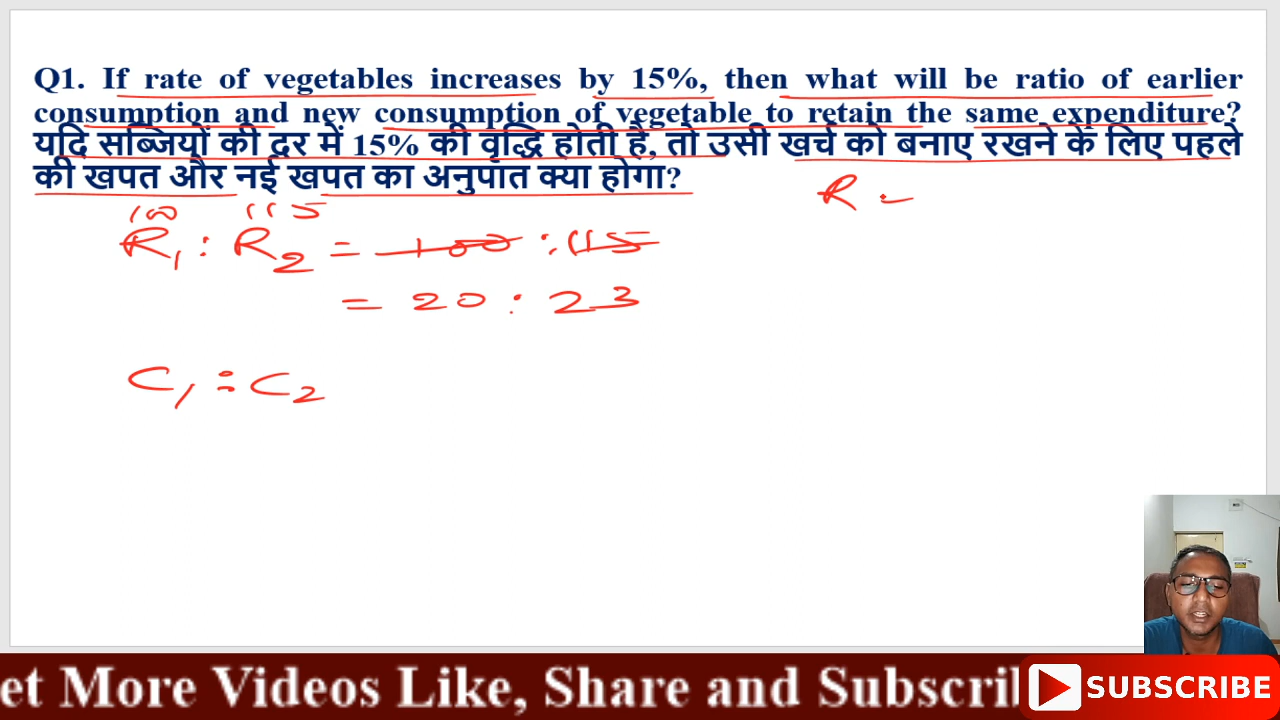 Q1. If rate of vegetables increases by 15%, then what will be ratio of earlier
consumption and new consumption of vegetable to retain the same expenditure?
यदि सब्जियों की दर में 15% की वृद्धि होती है, तो उसी खर्च को बनाए रखने के लिए पहले
की खपत और नई खपत का अनुपात क्या होगा?
R
100 115
R₁ : R₂ = 100 : 115
= 20 : 23
C₁ : C₂
et More Videos Like, Share and Subscri
SUBSCRIBE